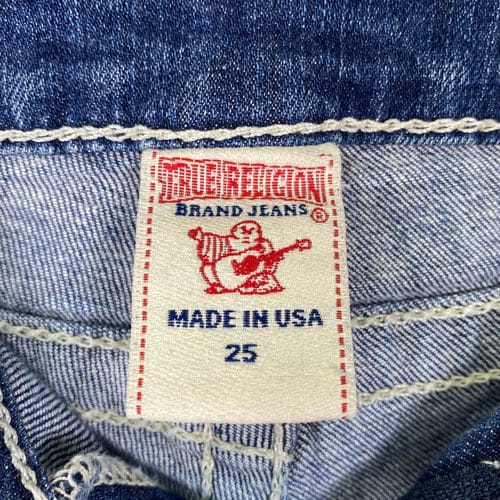 TRUE RELIGION
BRAND JEANS ®
MADE IN USA
25